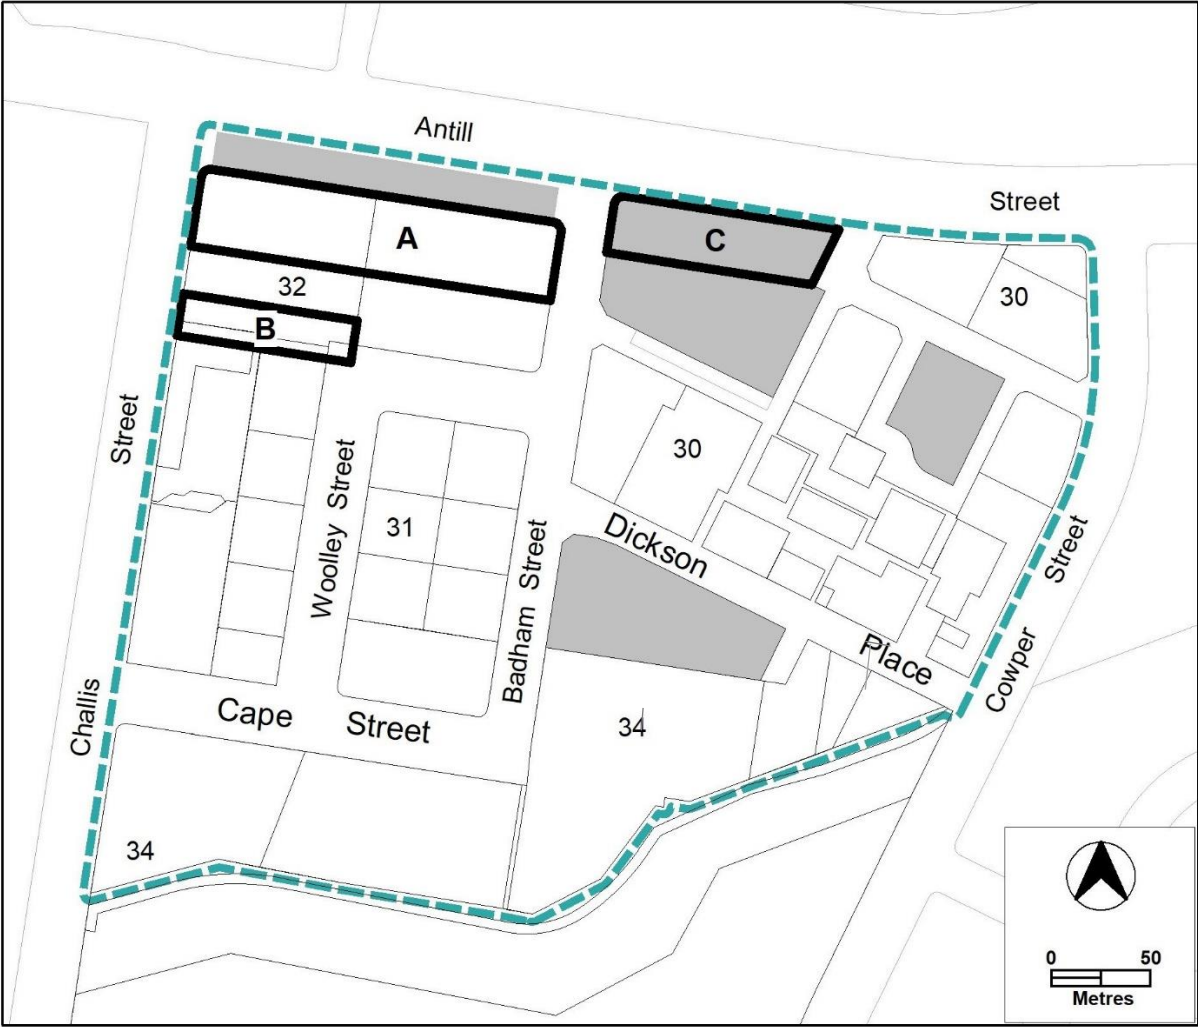 Antill
Street
A
C
32
30
B
Street
30
Woolley Street
31
Dickson
Street
Badham Street
Place
Cowper
Challis
Cape Street
34
34
0 50
Metres